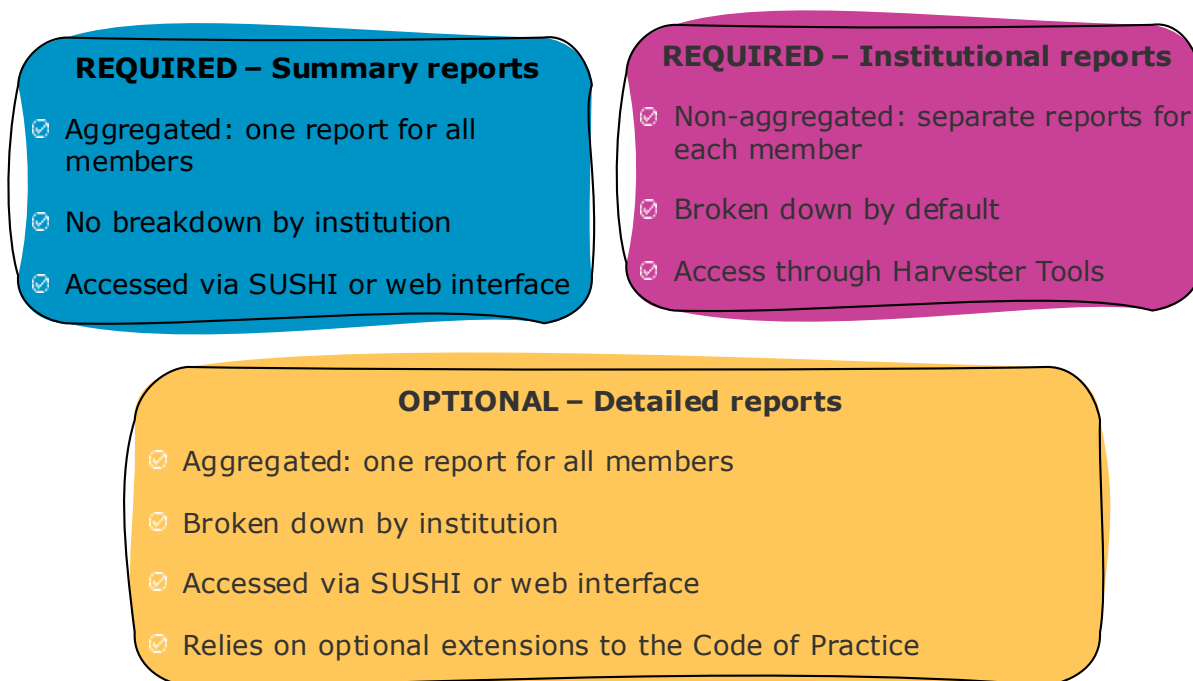 REQUIRED – Summary reports
Aggregated: one report for all
members
No breakdown by institution
Accessed via SUSHI or web interface
REQUIRED – Institutional reports
Non-aggregated: separate reports for
each member
Broken down by default
Access through Harvester Tools
OPTIONAL – Detailed reports
Aggregated: one report for all members
Broken down by institution
Accessed via SUSHI or web interface
Relies on optional extensions to the Code of Practice